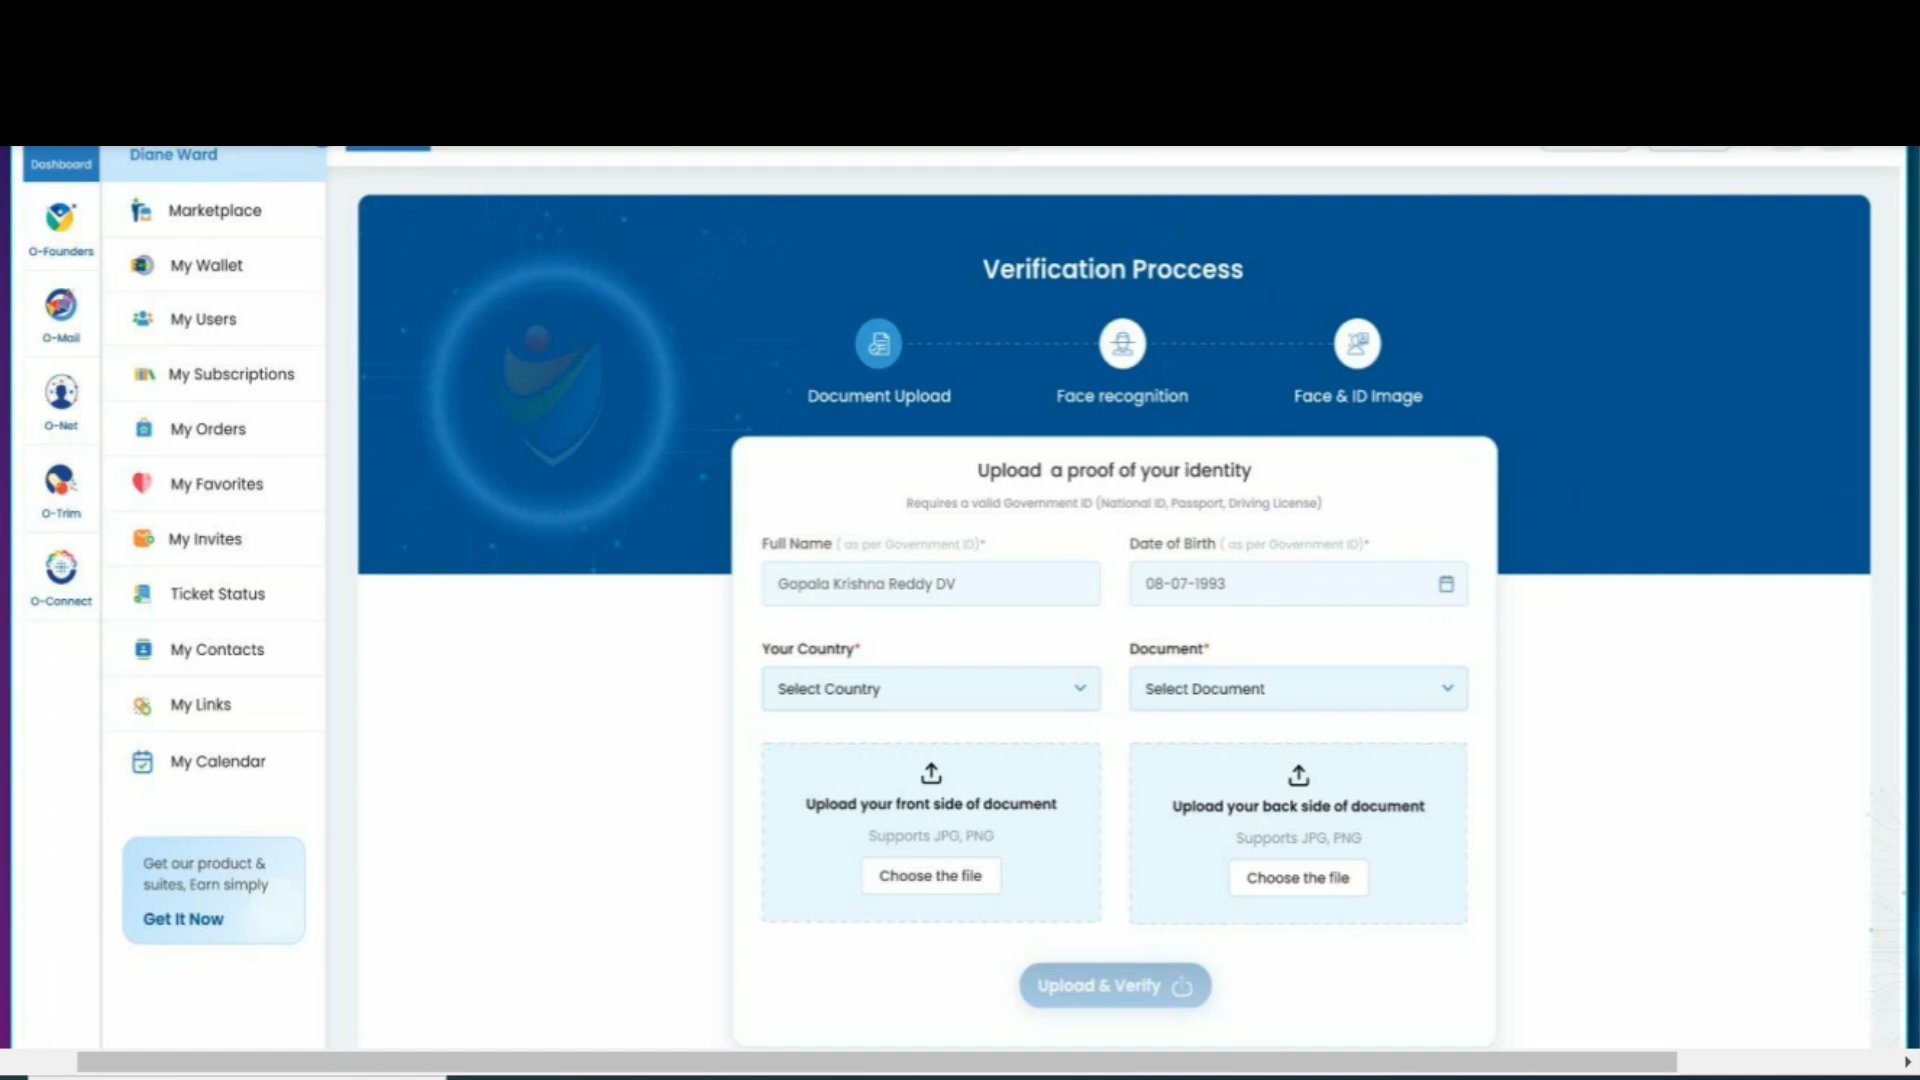 Dashboard
Diane Ward
O-Founders
O-Mail
O-Net
O-Trim
O-Connect
Marketplace
My Wallet
My Users
My Subscriptions
My Orders
My Favorites
My Invites
Ticket Status
My Contacts
My Links
My Calendar
Get our product &
suites, Earn simply
Get It Now
Verification Proccess
Document Upload
Face recognition
Face & ID Image
Upload a proof of your identity
Requires a valid Government ID (National ID, Passport, Driving License)
Full Name ( as per Government ID)*
Date of Birth ( as per Government ID)*
Gopala Krishna Reddy DV
08-07-1993
Your Country*
Document*
Select Country
Select Document
Upload your front side of document
Supports JPG, PNG
Choose the file
Upload your back side of document
Supports JPG, PNG
Choose the file
Upload & Verify